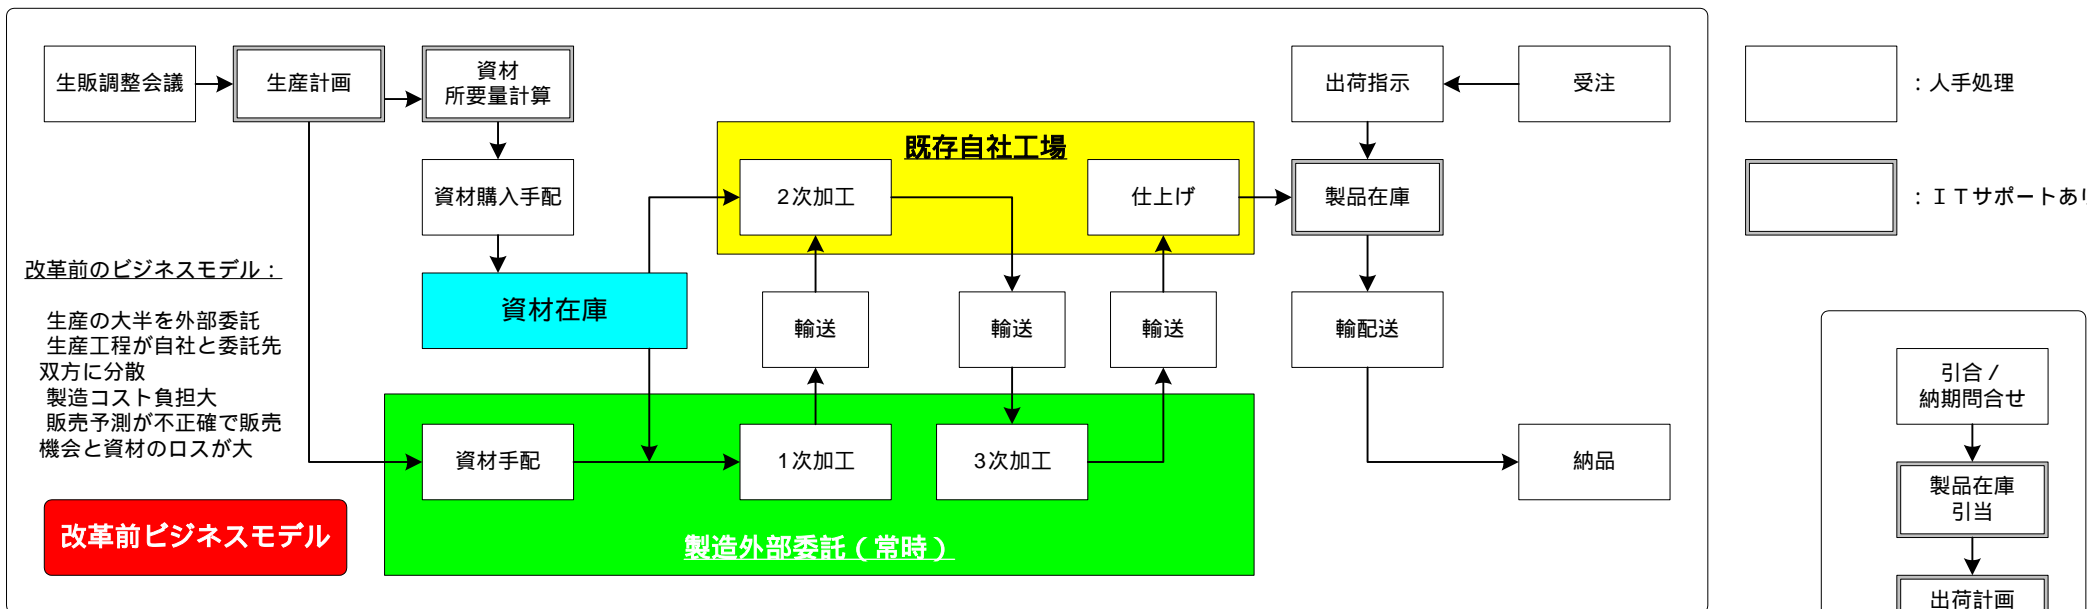 生販調整会議
生産計画
資材
所要量計算
出荷指示
受注
：人手処理
既存自社工場
資材購入手配
2次加工
仕上げ
製品在庫
：ＩＴサポートあり
改革前のビジネスモデル：
生産の大半を外部委託
生産工程が自社と委託先
双方に分散
製造コスト負担大
販売予測が不正確で販売
機会と資材のロスが大
資材在庫
輸送
輸送
輸送
輸配送
引合／
納期問合せ
資材手配
1次加工
3次加工
納品
製品在庫
引当
改革前ビジネスモデル
製造外部委託（常時）
出荷計画